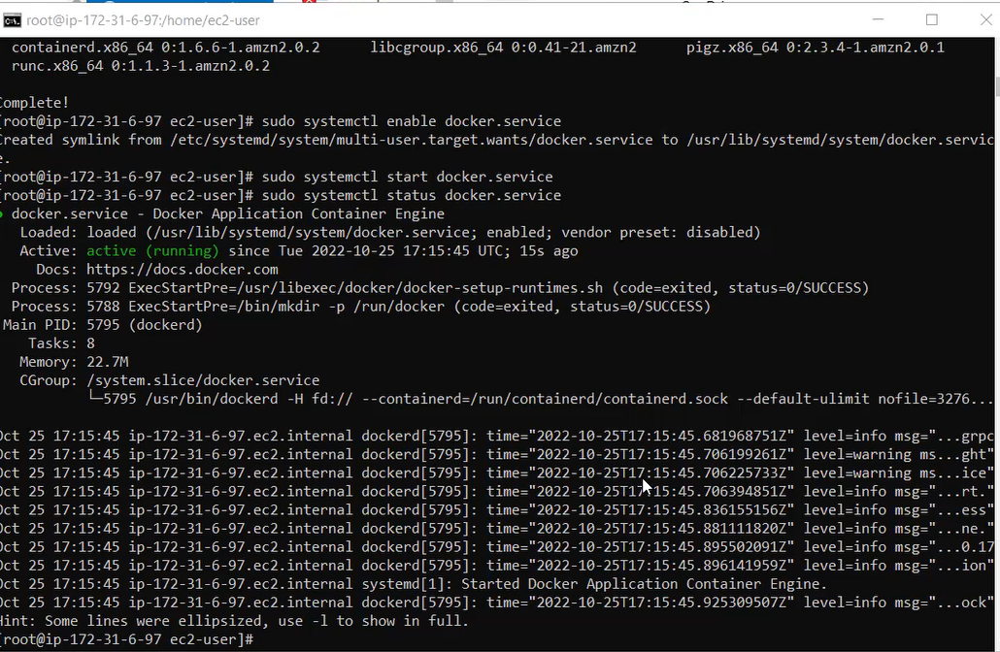 root@ip-172-31-6-97:/home/ec2-user
containerd.x86_64 0:1.6.6-1.amzn2.0.2 libcgroup.x86_64 0:0.41-21.amzn2 pigz.x86_64 0:2.3.4-1.amzn2.0.1
runc.x86_64 0:1.1.3-1.amzn2.0.2
Complete!
[root@ip-172-31-6-97 ec2-user]# sudo systemctl enable docker.service
Created symlink from /etc/systemd/system/multi-user.target.wants/docker.service to /usr/lib/systemd/system/docker.servic
e.
[root@ip-172-31-6-97 ec2-user]# sudo systemctl start docker.service
[root@ip-172-31-6-97 ec2-user]# sudo systemctl status docker.service
● docker.service - Docker Application Container Engine
Loaded: loaded (/usr/lib/systemd/system/docker.service; enabled; vendor preset: disabled)
Active: active (running) since Tue 2022-10-25 17:15:45 UTC; 15s ago
Docs: https://docs.docker.com
Process: 5792 ExecStartPre=/usr/libexec/docker/docker-setup-runtimes.sh (code=exited, status=0/SUCCESS)
Process: 5788 ExecStartPre=/bin/mkdir -p /run/docker (code=exited, status=0/SUCCESS)
Main PID: 5795 (dockerd)
Tasks: 8
Memory: 22.7M
CGroup: /system.slice/docker.service
└─5795 /usr/bin/dockerd -H fd:// --containerd=/run/containerd/containerd.sock --default-ulimit nofile=3276...
Oct 25 17:15:45 ip-172-31-6-97.ec2.internal dockerd[5795]: time="2022-10-25T17:15:45.681968751Z" level=info msg="...grpc
Oct 25 17:15:45 ip-172-31-6-97.ec2.internal dockerd[5795]: time="2022-10-25T17:15:45.706199261Z" level=warning ms...ght"
Oct 25 17:15:45 ip-172-31-6-97.ec2.internal dockerd[5795]: time="2022-10-25T17:15:45.706225733Z" level=warning ms...ice"
Oct 25 17:15:45 ip-172-31-6-97.ec2.internal dockerd[5795]: time="2022-10-25T17:15:45.706394851Z" level=info msg="...rt."
Oct 25 17:15:45 ip-172-31-6-97.ec2.internal dockerd[5795]: time="2022-10-25T17:15:45.836155156Z" level=info msg="...ess"
Oct 25 17:15:45 ip-172-31-6-97.ec2.internal dockerd[5795]: time="2022-10-25T17:15:45.881111820Z" level=info msg="...ne."
Oct 25 17:15:45 ip-172-31-6-97.ec2.internal dockerd[5795]: time="2022-10-25T17:15:45.895502091Z" level=info msg="...0.17
Oct 25 17:15:45 ip-172-31-6-97.ec2.internal dockerd[5795]: time="2022-10-25T17:15:45.896141959Z" level=info msg="...ion"
Oct 25 17:15:45 ip-172-31-6-97.ec2.internal systemd[1]: Started Docker Application Container Engine.
Oct 25 17:15:45 ip-172-31-6-97.ec2.internal dockerd[5795]: time="2022-10-25T17:15:45.925309507Z" level=info msg="...ock"
Hint: Some lines were ellipsized, use -l to show in full.
[root@ip-172-31-6-97 ec2-user]#